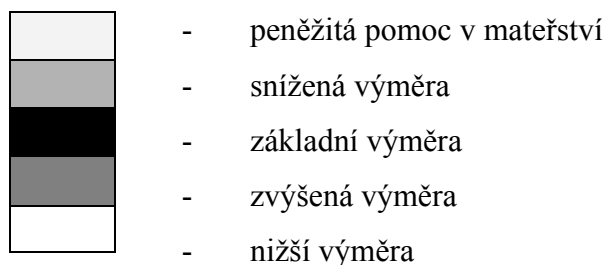 - peněžitá pomoc v mateřství
- snížená výměra
- základní výměra
- zvýšená výměra
- nižší výměra